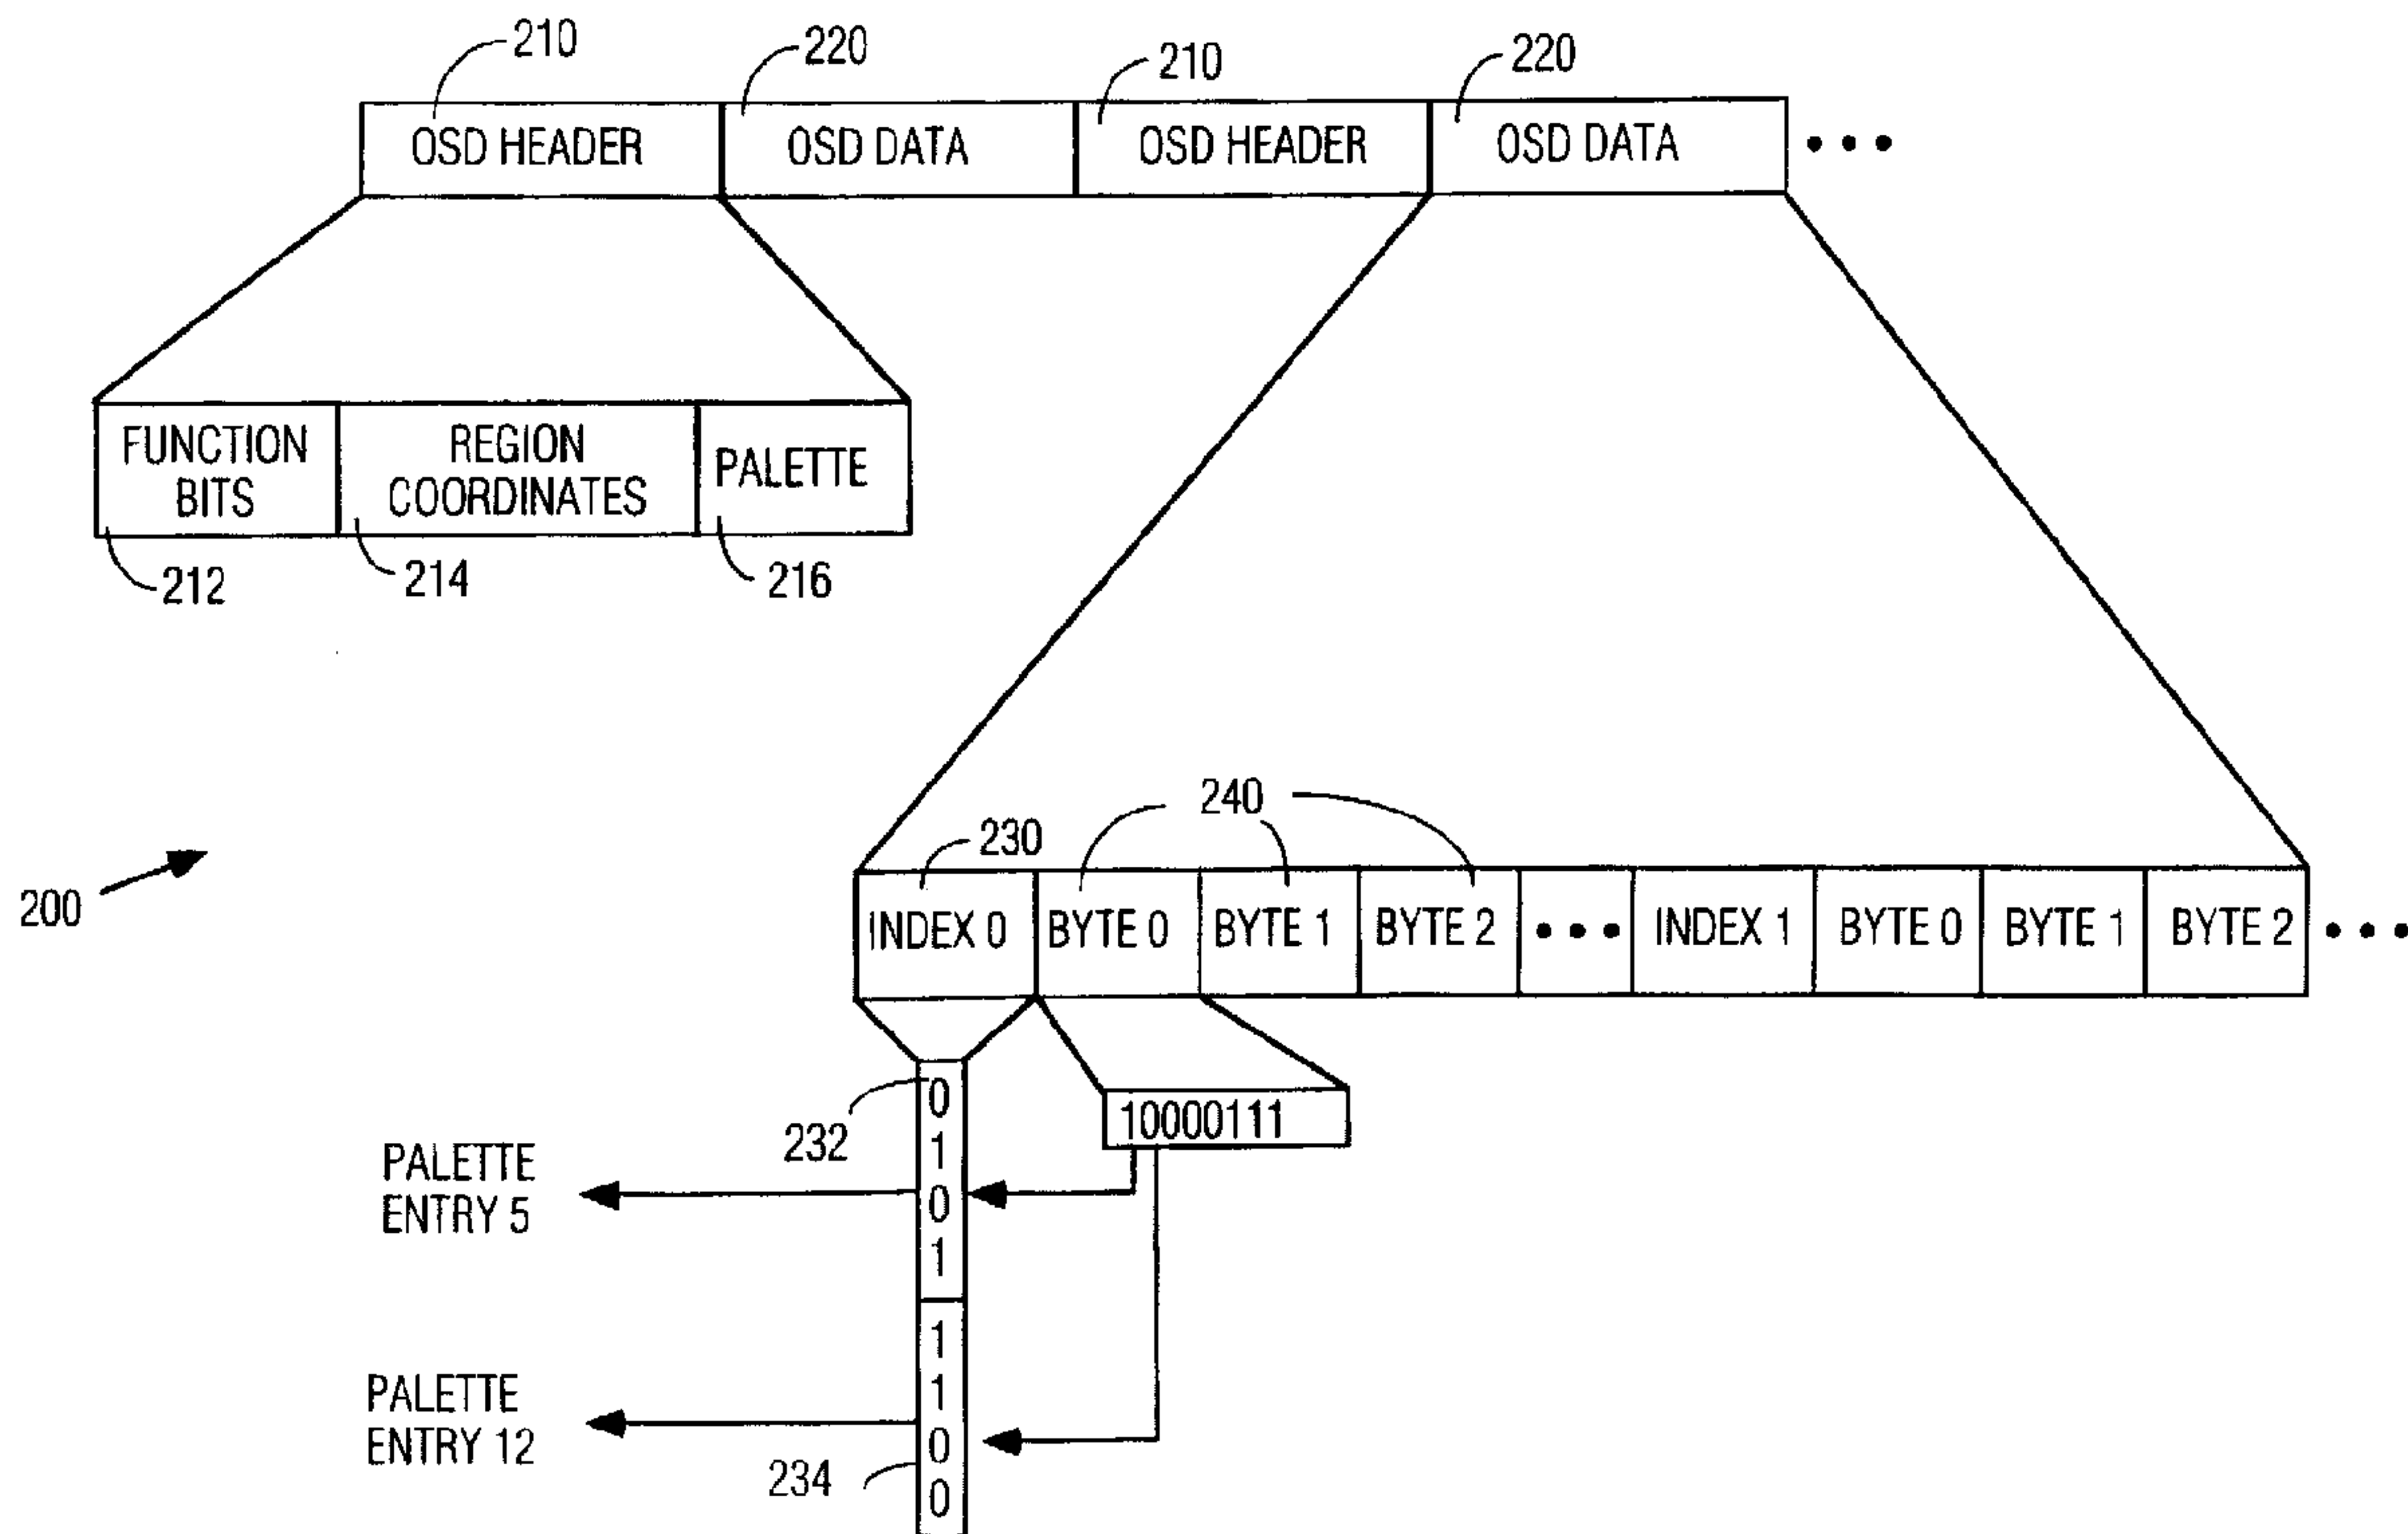 210
220
210
220
OSD HEADER
OSD DATA
OSD HEADER
OSD DATA
• • •
FUNCTION
BITS
REGION
COORDINATES
PALETTE
212
214
216
240
230
200
INDEX 0
BYTE 0
BYTE 1
BYTE 2
• • •
INDEX 1
BYTE 0
BYTE 1
BYTE 2
• • •
232
0
1
0
1
10000111
PALETTE
ENTRY 5
1
1
0
0
PALETTE
ENTRY 12
234